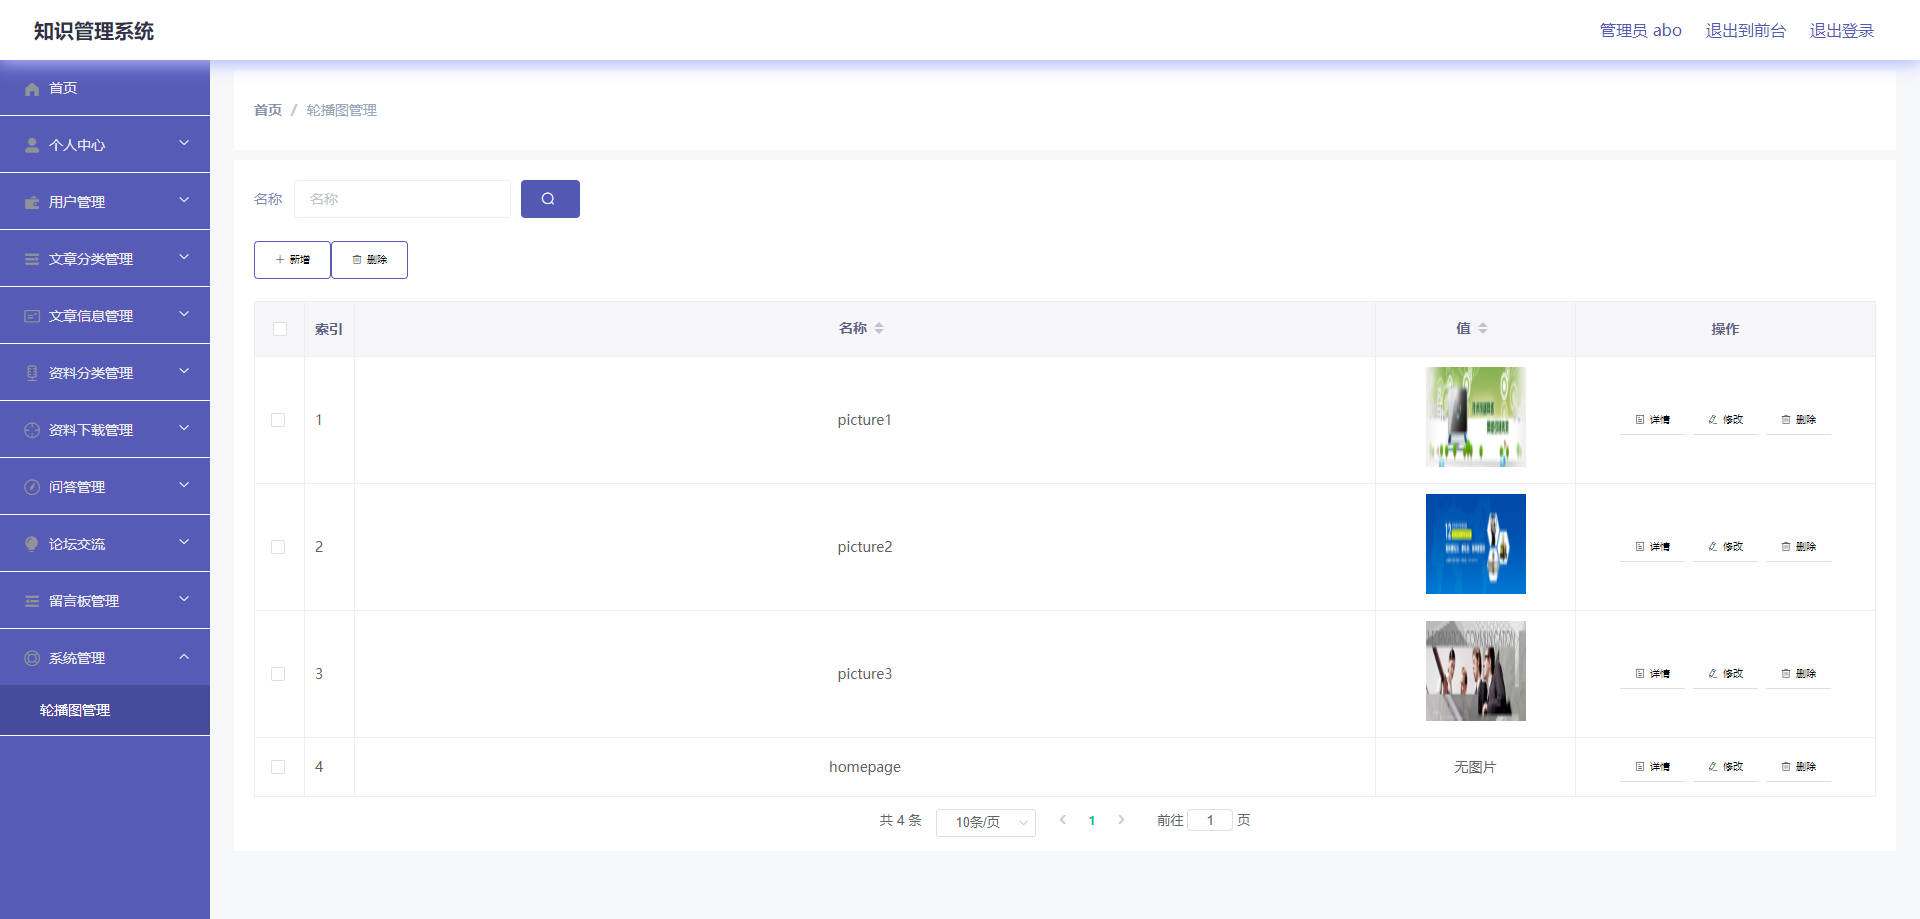 知识管理系统
管理员 abo 退出到前台 退出登录
首页
个人中心
用户管理
文章分类管理
文章信息管理
资料分类管理
资料下载管理
问答管理
论坛交流
留言板管理
系统管理
轮播图管理
首页 / 轮播图管理
名称 名称
新增 删除
索引 名称 值 操作
1 picture1 详情 修改 删除
2 picture2 12 详情 修改 删除
3 picture3 详情 修改 删除
4 homepage 无图片 详情 修改 删除
共 4 条 10条/页 1 前往 1 页